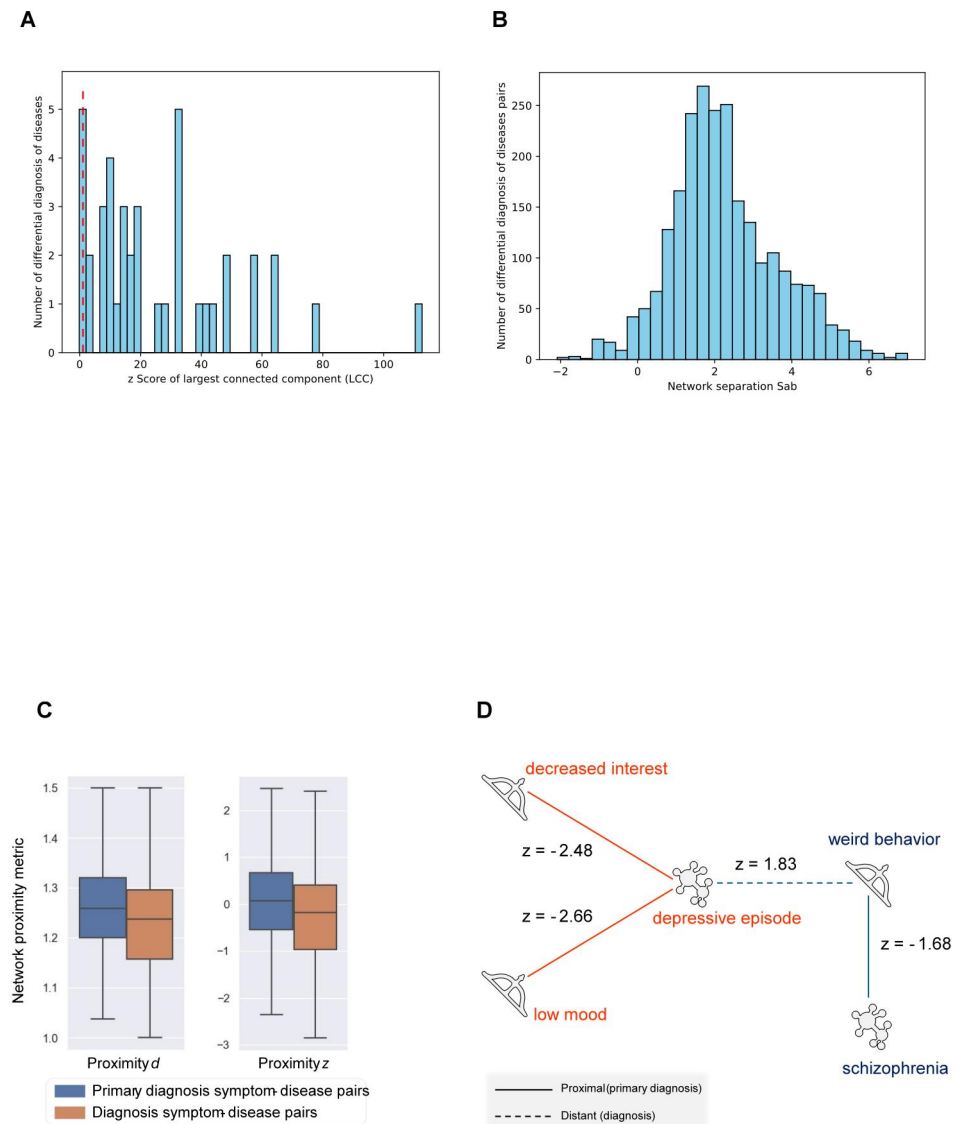 A
Number of differential diagnosis of diseases
5
4
3
2
1
0
0 20 40 60 80 100
z Score of largest connected component (LCC)
B
Number of differential diagnosis of diseases pairs
250
200
150
100
50
0
−2 0 2 4 6
Network separation Sab
C
Network proximity metric
1.5
1.4
1.3
1.2
1.1
1.0
Proximity d
2
1
0
−1
−2
−3
Proximity z
Primary diagnosis symptom-disease pairs
Diagnosis symptom-disease pairs
D
decreased interest
z = -2.48
z = -2.66
low mood
depressive episode
z = 1.83
weird behavior
z = -1.68
schizophrenia
Proximal(primary diagnosis)
Distant (diagnosis)